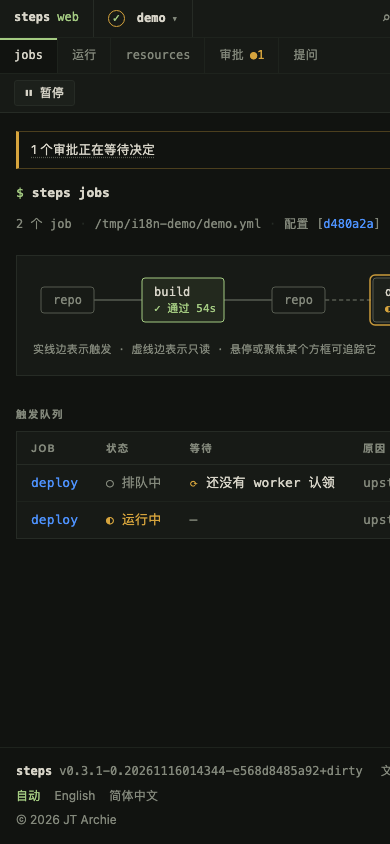 steps web ✓ demo ▾
jobs 运行 resources 审批 ●1 提问
⏸ 暂停
1 个审批正在等待决定
$ steps jobs
2 个 job · /tmp/i18n-demo/demo.yml · 配置 [d480a2a]
repo
build
✓ 通过 54s
repo
实线边表示触发 · 虚线边表示只读 · 悬停或聚焦某个方框可追踪它
触发队列
JOB 状态 等待 原因
deploy ○ 排队中 ⟳ 还没有 worker 认领 upst
deploy ◐ 运行中 — upst
steps v0.3.1-0.20261116014344-e568d8485a92+dirty 文
自动 English 简体中文
© 2026 JT Archie